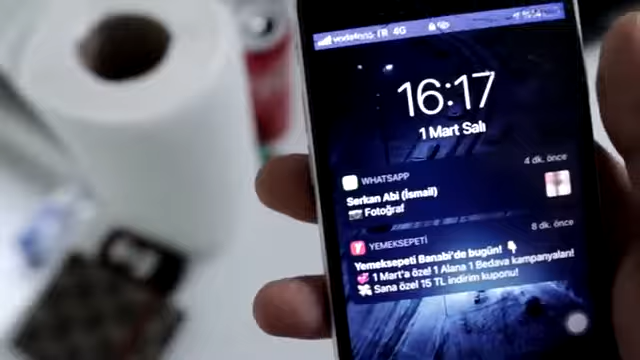 vodafone TR 4G
16:17
1 Mart Salı
4 dk. önce
WHATSAPP
Serkan Abi (İsmail)
📷 Fotoğraf
8 dk. önce
YEMEKSEPETİ
Yemeksepeti Banabi'de bugün! 👇
💞 1 Mart'a özel 1 Alana 1 Bedava kampanyaları!
💸 Sana özel 15 TL indirim kuponu!